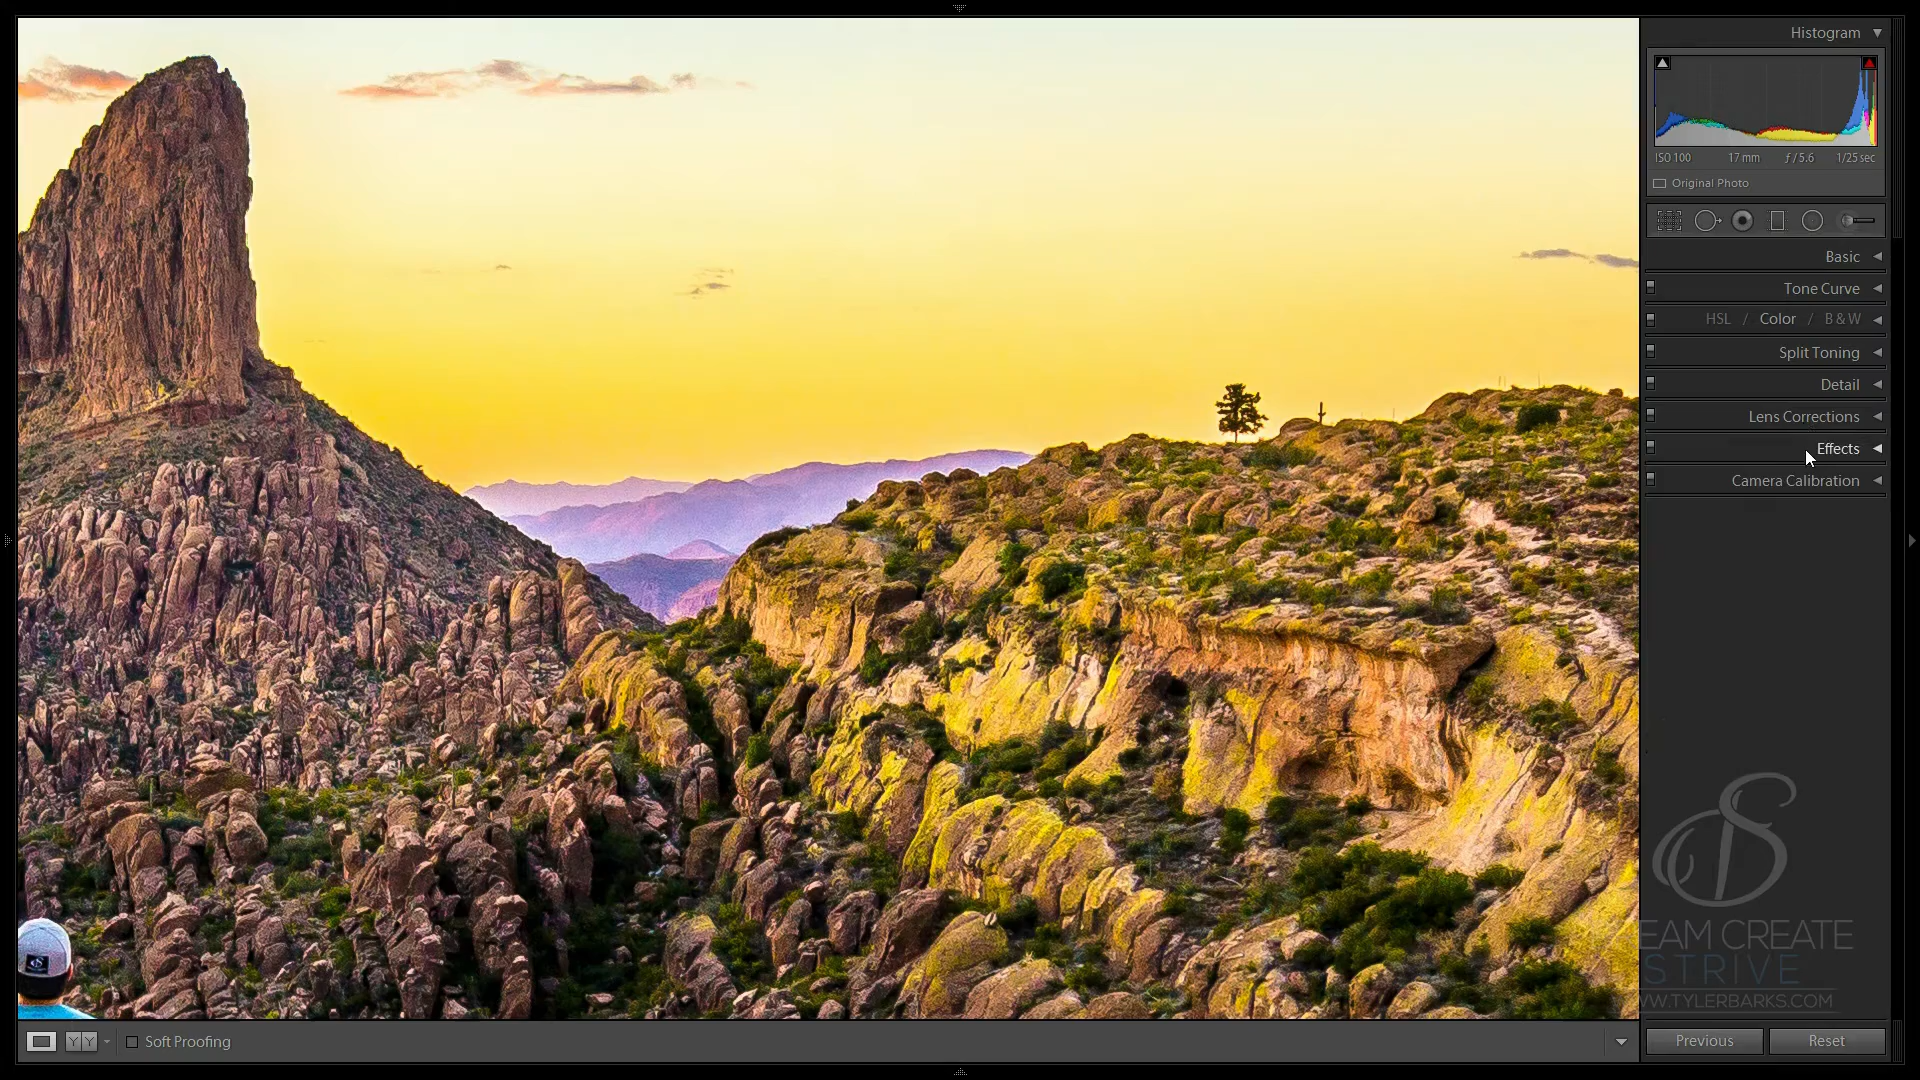 Histogram
ISO 100 17 mm ƒ / 5.6 1/25 sec
Original Photo
Basic
Tone Curve
HSL / Color / B & W
Split Toning
Detail
Lens Corrections
Effects
Camera Calibration
EAM CREATE
STRIVE
WWW.TYLERBARKS.COM
Y Y Soft Proofing
Previous Reset